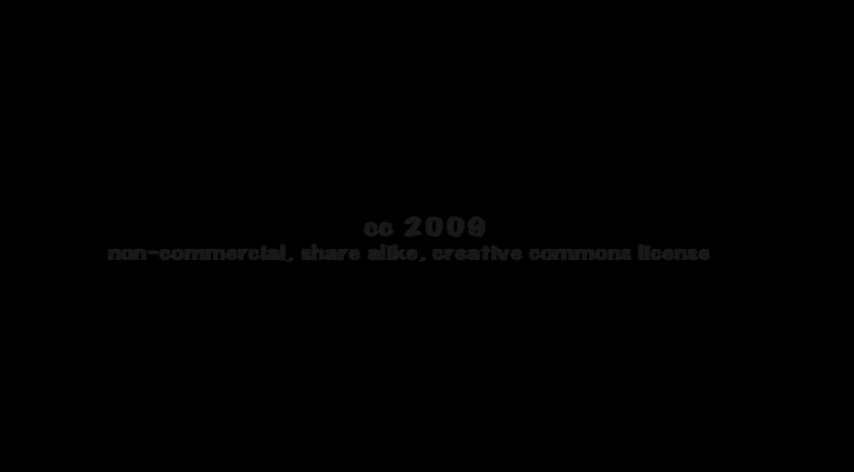 cc 2009
non-commercial, share alike, creative commons license